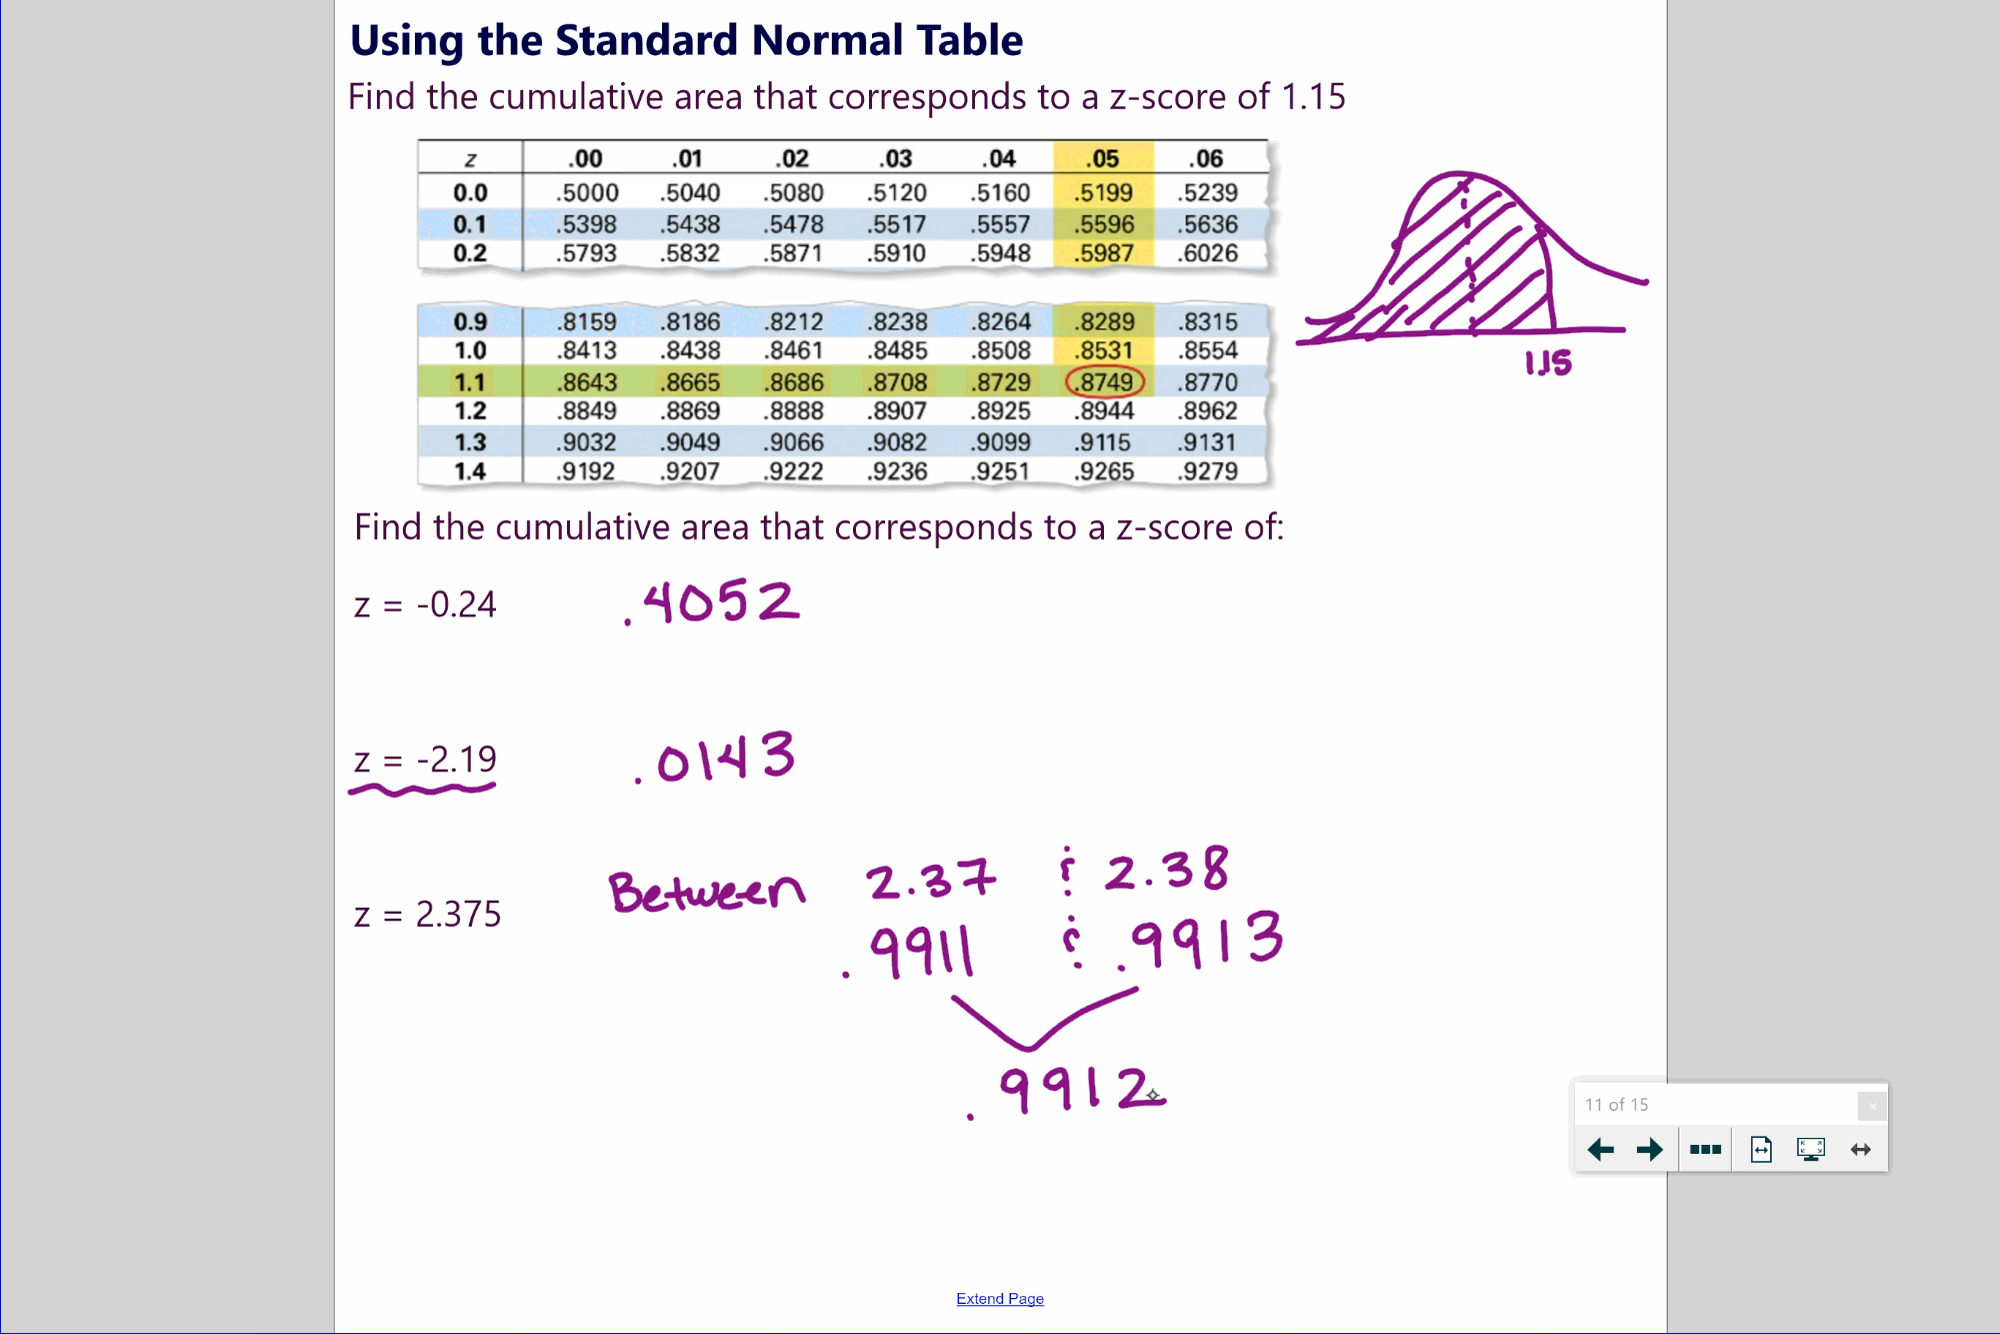 Using the Standard Normal Table
Find the cumulative area that corresponds to a z-score of 1.15
z .00 .01 .02 .03 .04 .05 .06
0.0 .5000 .5040 .5080 .5120 .5160 .5199 .5239
0.1 .5398 .5438 .5478 .5517 .5557 .5596 .5636
0.2 .5793 .5832 .5871 .5910 .5948 .5987 .6026
0.9 .8159 .8186 .8212 .8238 .8264 .8289 .8315
1.0 .8413 .8438 .8461 .8485 .8508 .8531 .8554
1.1 .8643 .8665 .8686 .8708 .8729 .8749 .8770
1.2 .8849 .8869 .8888 .8907 .8925 .8944 .8962
1.3 .9032 .9049 .9066 .9082 .9099 .9115 .9131
1.4 .9192 .9207 .9222 .9236 .9251 .9265 .9279
1.15
Find the cumulative area that corresponds to a z-score of:
z = -0.24 .4052
z = -2.19 .0143
z = 2.375 Between 2.37 & 2.38
.9911 & .9913
.9912
11 of 15
Extend Page